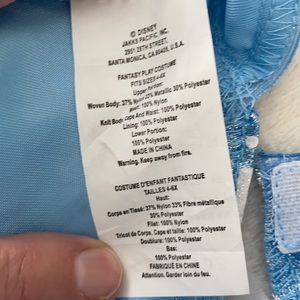 © DISNEY
JAKKS PACIFIC, INC.
2951 28TH STREET,
SANTA MONICA, CA 90405, U.S.A.
FANTASY PLAY COSTUME
FITS SIZES 4-6X
Upper Portion:
Woven Body: 37% Nylon 33% Metallic 30% Polyester
100% Nylon
Knit Body, Caps And Waist: 100% Polyester
Lining: 100% Polyester
Lower Portion:
100% Polyester
MADE IN CHINA
Warning. Keep away from fire.
COSTUME D'ENFANT FANTASTIQUE
TAILLES 4-6X
Haut:
Corps en Tissé: 37% Nylon 33% Fibre métallique
30% Polyester
Filet: 100% Nylon
Tricot de Corps, 100% Polyester
Doublure: 100% Polyester
Bas:
100% Polyester
FABRIQUÉ EN CHINE
Attention. Garder loin du feu.